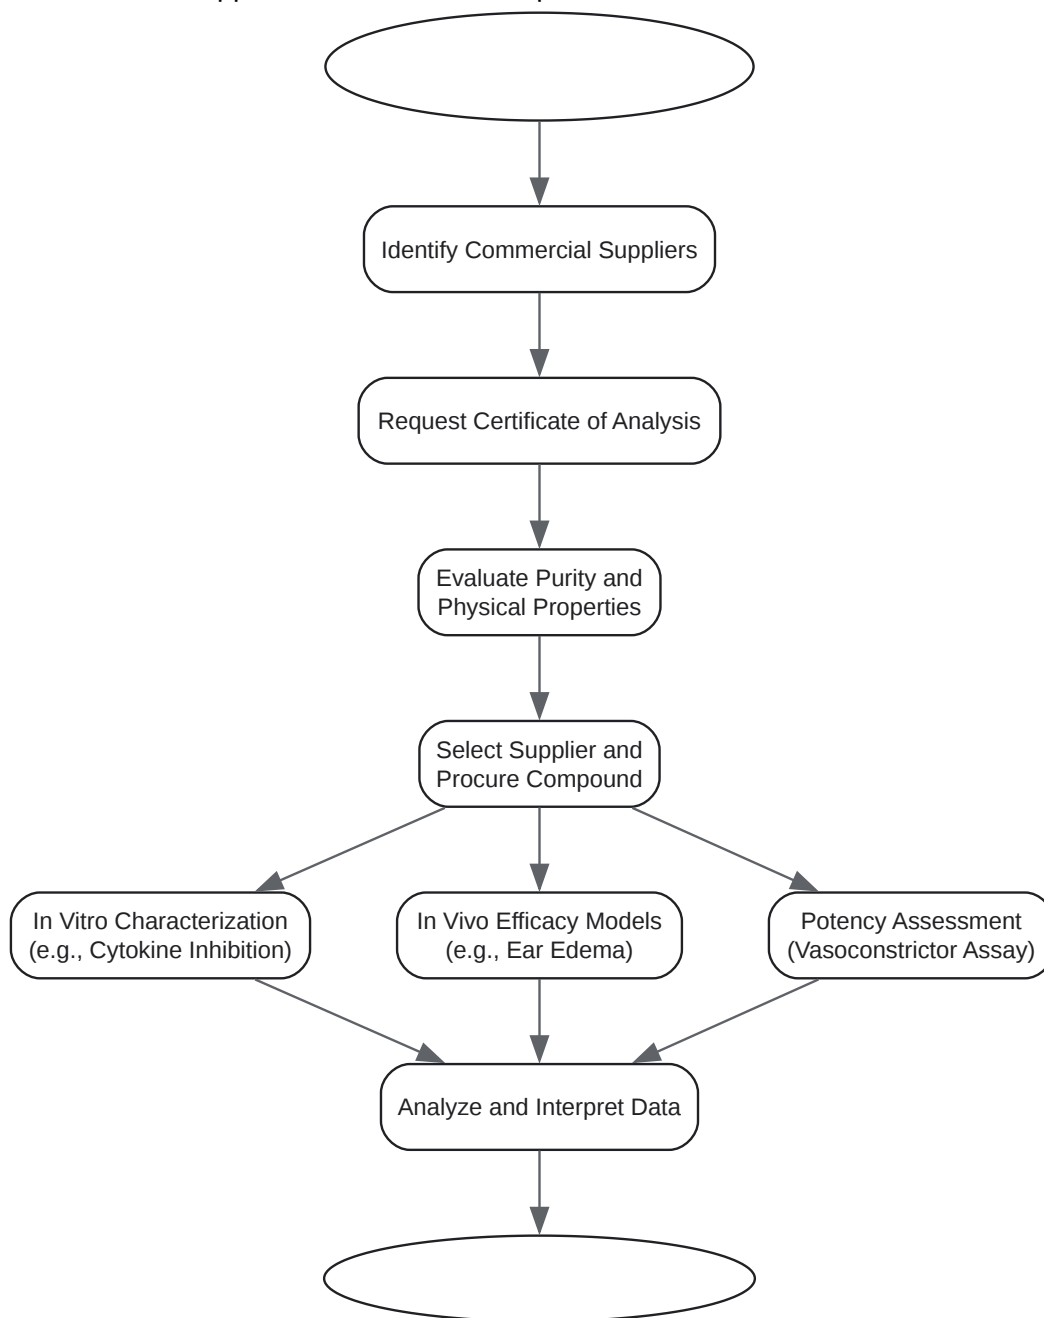 Identify Commercial Suppliers
Request Certificate of Analysis
Evaluate Purity and
Physical Properties
Select Supplier and
Procure Compound
In Vitro Characterization
(e.g., Cytokine Inhibition)
In Vivo Efficacy Models
(e.g., Ear Edema)
Potency Assessment
(Vasoconstrictor Assay)
Analyze and Interpret Data